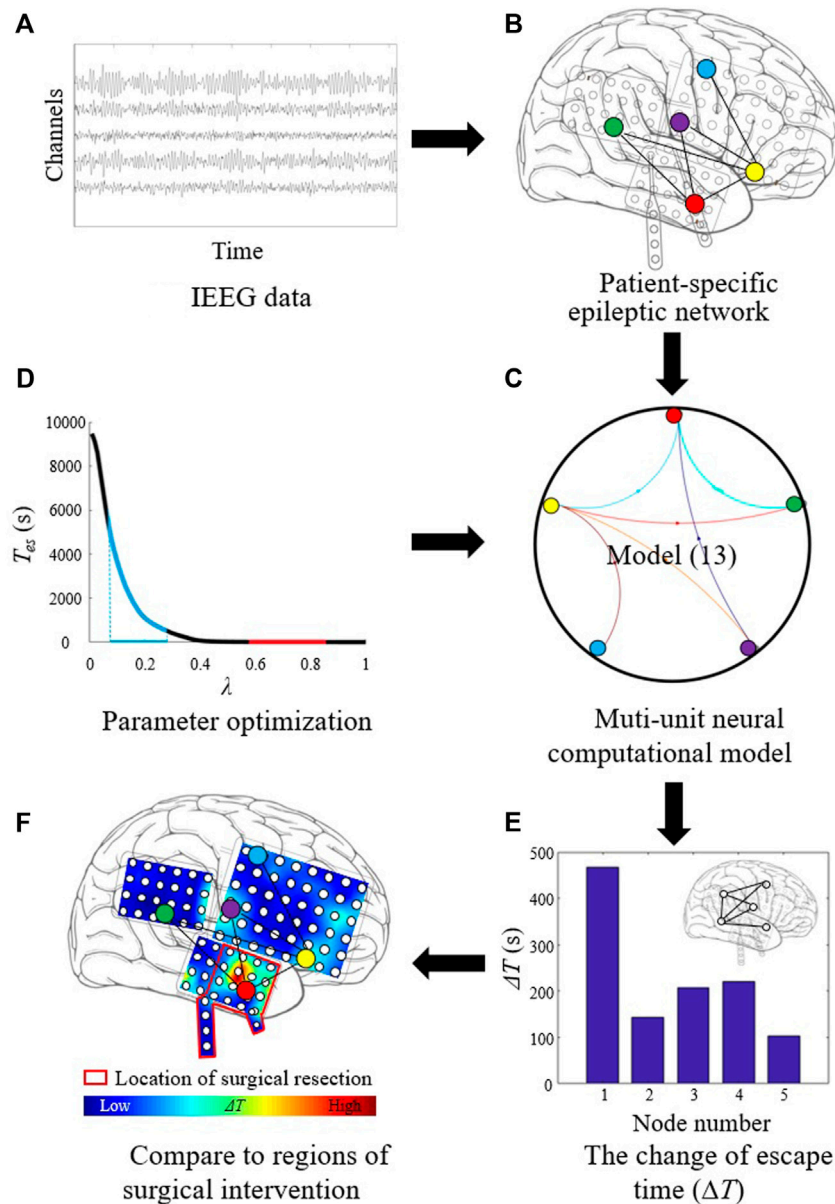 A
Channels
Time
IEEG data
B
Patient-specific
epileptic network
D
10000
8000
6000
4000
2000
0
T_es (s)
0 0.2 0.4 0.6 0.8 1
λ
Parameter optimization
C
Model (13)
Muti-unit neural
computational model
F
Location of surgical resection
Low ΔT High
Compare to regions of
surgical intervention
E
500
400
300
200
100
0
ΔT (s)
1 2 3 4 5
Node number
The change of escape
time (ΔT)